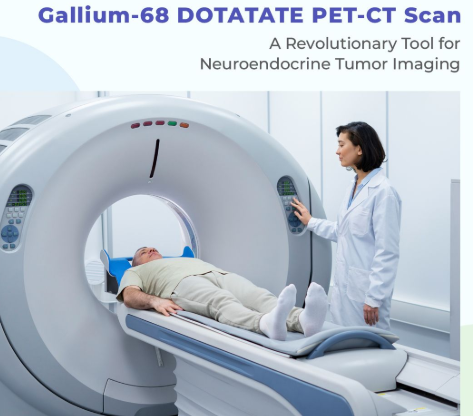 Gallium-68 DOTATATE PET-CT Scan
A Revolutionary Tool for
Neuroendocrine Tumor Imaging